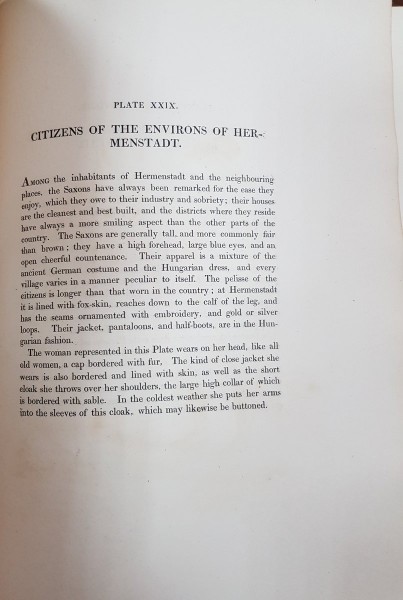 PLATE XXIX.
CITIZENS OF THE ENVIRONS OF HER-
MENSTADT.
AMONG the inhabitants of Hermenstadt and the neighbouring
places, the Saxons have always been remarked for the ease they
enjoy, which they owe to their industry and sobriety; their houses
are the cleanest and best built, and the districts where they reside
have always a more smiling aspect than the other parts of the
country. The Saxons are generally tall, and more commonly fair
than brown; they have a high forehead, large blue eyes, and an
open cheerful countenance. Their apparel is a mixture of the
ancient German costume and the Hungarian dress, and every
village varies in a manner peculiar to itself. The pelisse of the
citizens is longer than that worn in the country; at Hermenstadt
it is lined with fox-skin, reaches down to the calf of the leg, and
has the seams ornamented with embroidery, and gold or silver
loops. Their jacket, pantaloons, and half-boots, are in the Hun-
garian fashion.
The woman represented in this Plate wears on her head, like all
old women, a cap bordered with fur. The kind of close jacket she
wears is also bordered and lined with skin, as well as the short
cloak she throws over her shoulders, the large high collar of which
is bordered with sable. In the coldest weather she puts her arms
into the sleeves of this cloak, which may likewise be buttoned.